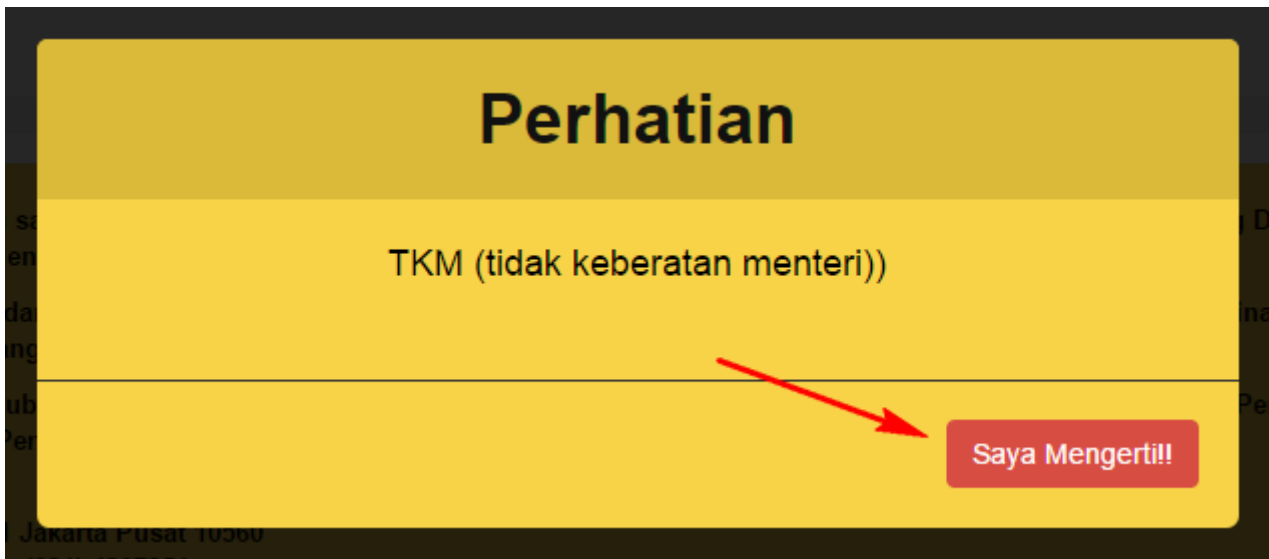 Perhatian
TKM (tidak keberatan menteri))
Saya Mengerti!!
Jakarta Pusat 10560